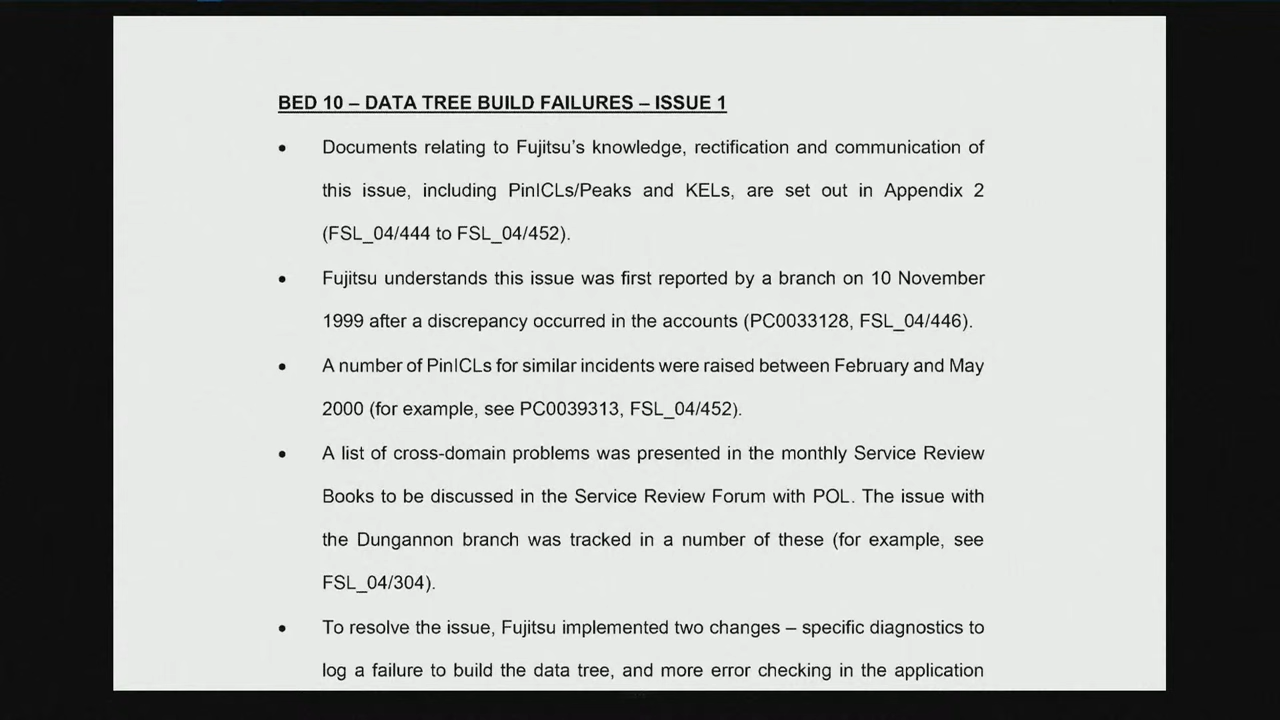 BED 10 – DATA TREE BUILD FAILURES – ISSUE 1
• Documents relating to Fujitsu’s knowledge, rectification and communication of
this issue, including PinICLs/Peaks and KELs, are set out in Appendix 2
(FSL_04/444 to FSL_04/452).
• Fujitsu understands this issue was first reported by a branch on 10 November
1999 after a discrepancy occurred in the accounts (PC0033128, FSL_04/446).
• A number of PinICLs for similar incidents were raised between February and May
2000 (for example, see PC0039313, FSL_04/452).
• A list of cross-domain problems was presented in the monthly Service Review
Books to be discussed in the Service Review Forum with POL. The issue with
the Dungannon branch was tracked in a number of these (for example, see
FSL_04/304).
• To resolve the issue, Fujitsu implemented two changes – specific diagnostics to
log a failure to build the data tree, and more error checking in the application